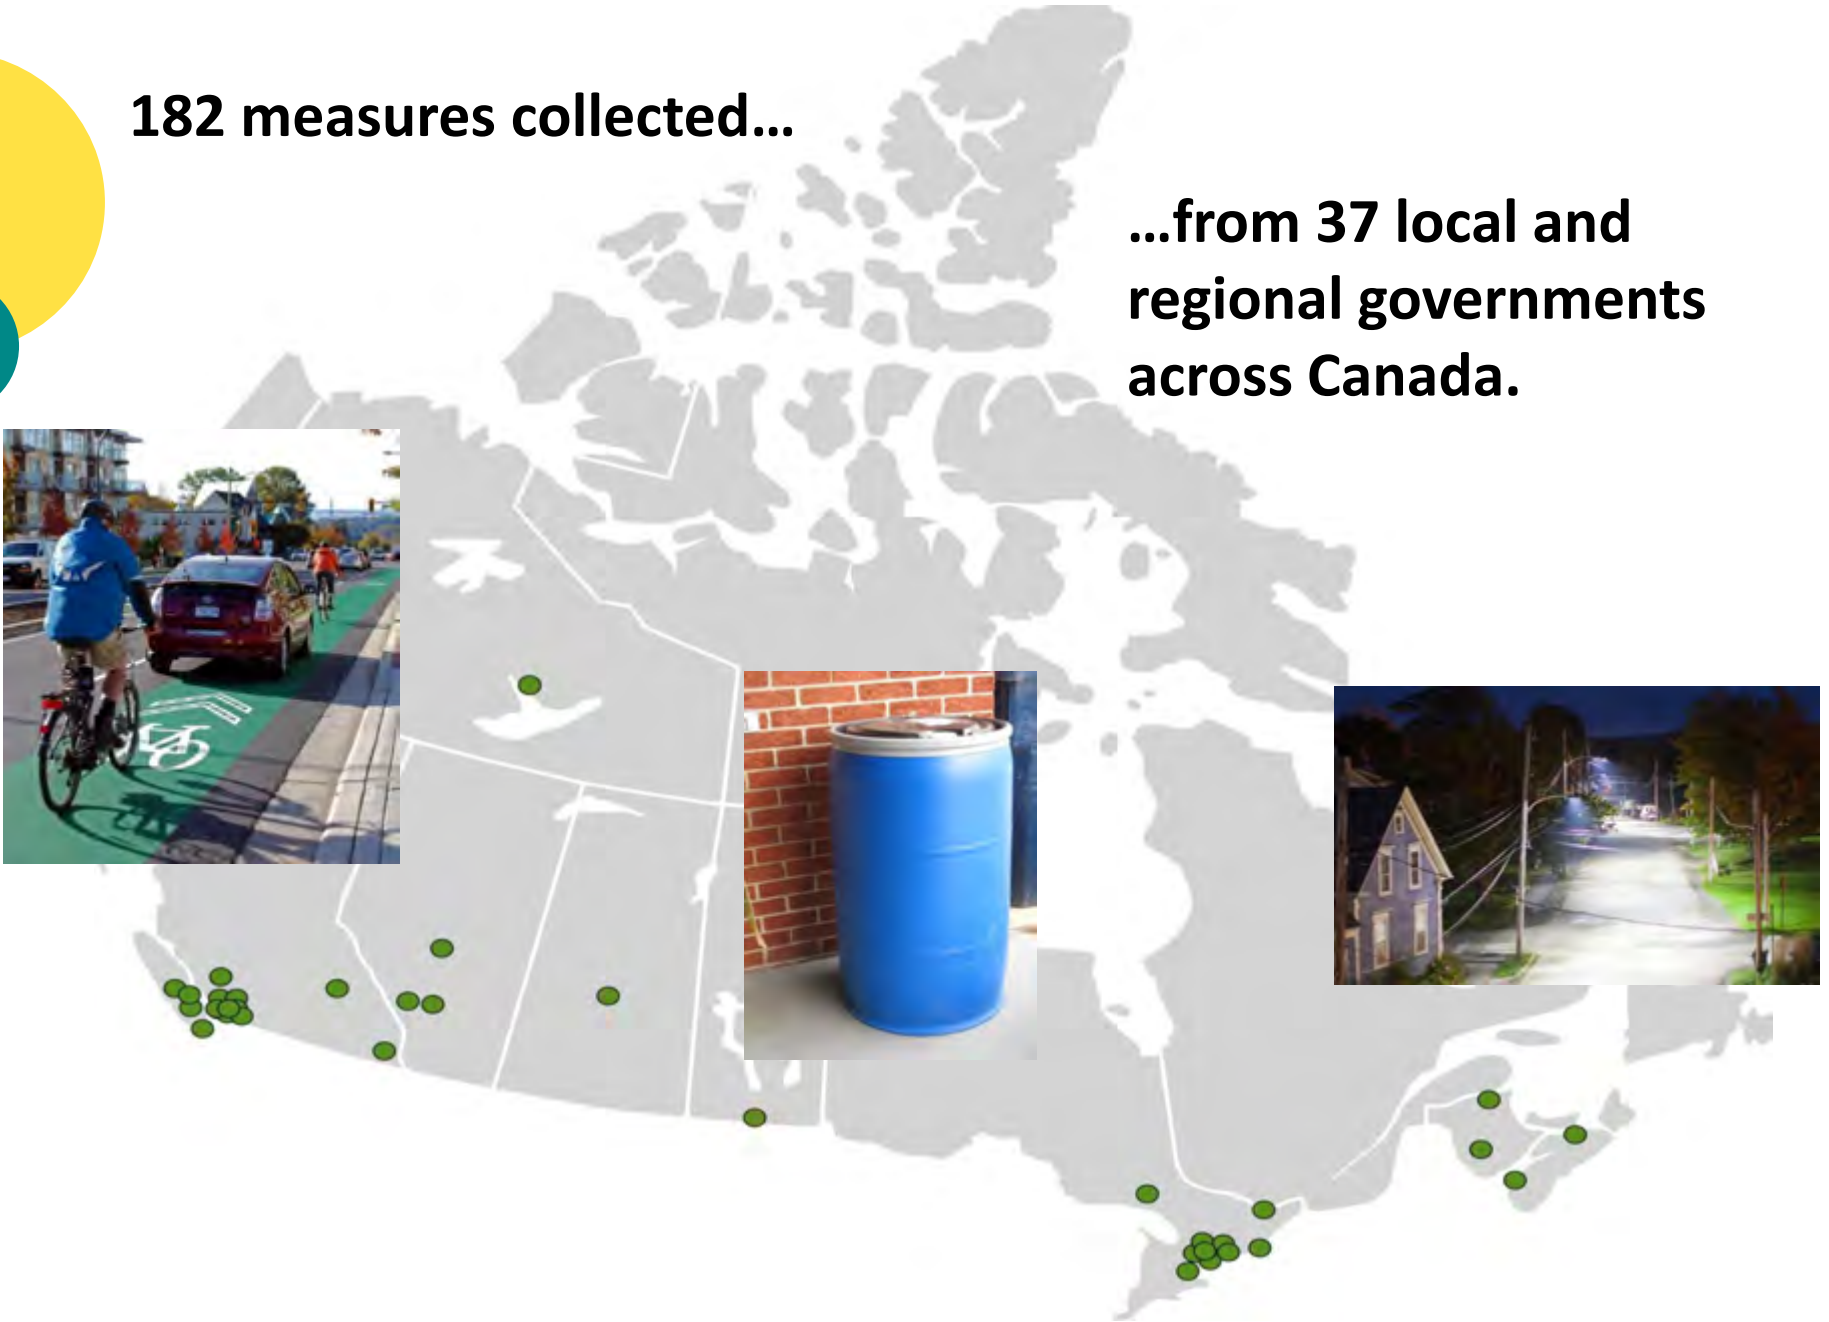 182 measures collected…
…from 37 local and
regional governments
across Canada.